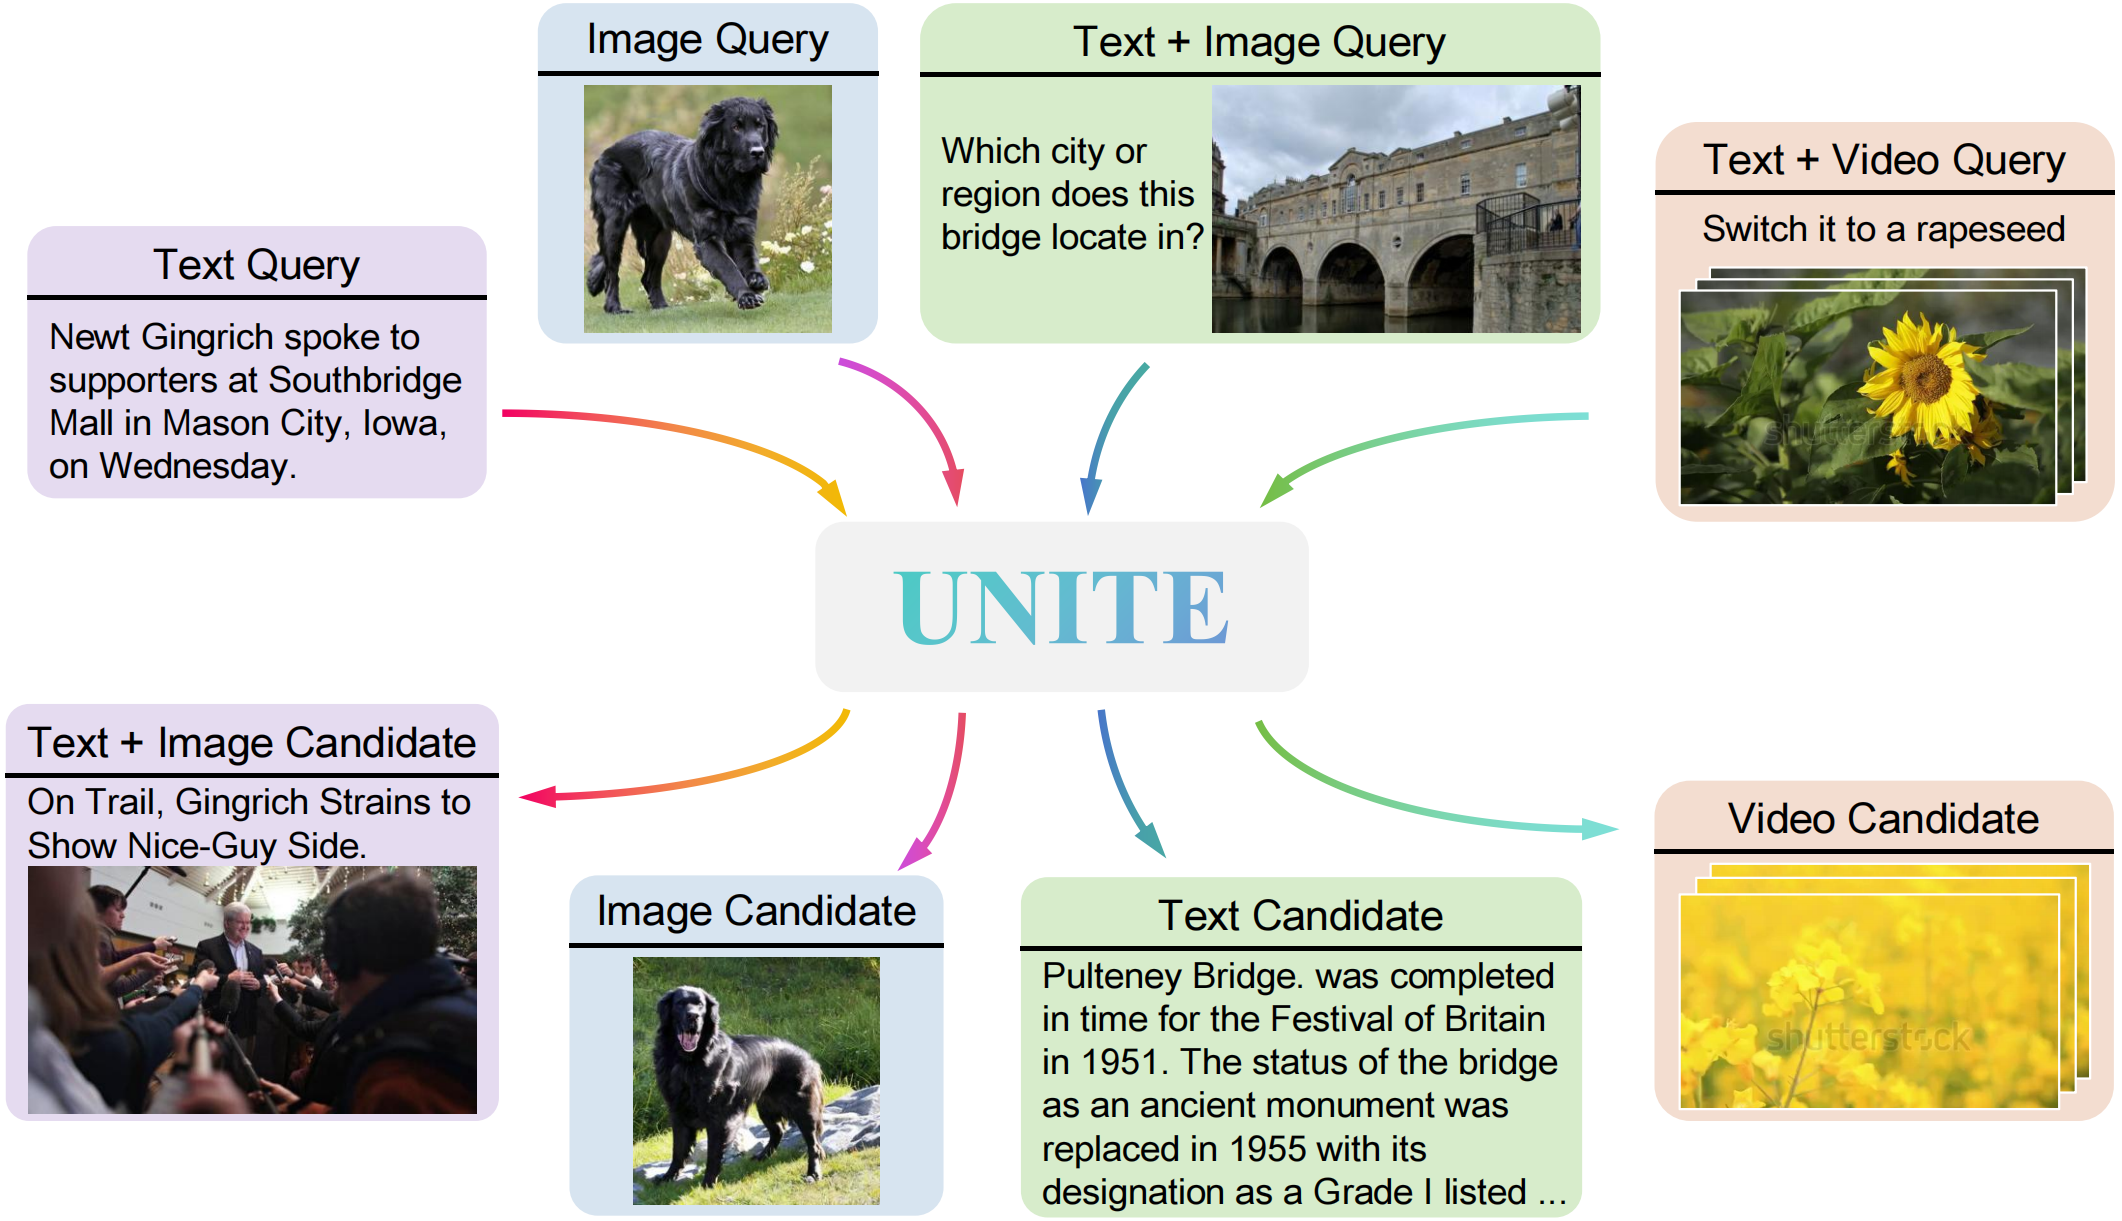 Image Query
Text + Image Query
Which city or
region does this
bridge locate in?
Text + Video Query
Switch it to a rapeseed
shutterstock
Text Query
Newt Gingrich spoke to
supporters at Southbridge
Mall in Mason City, Iowa,
on Wednesday.
UNITE
Text + Image Candidate
On Trail, Gingrich Strains to
Show Nice-Guy Side.
Image Candidate
Text Candidate
Pulteney Bridge. was completed
in time for the Festival of Britain
in 1951. The status of the bridge
as an ancient monument was
replaced in 1955 with its
designation as a Grade I listed ...
Video Candidate
shutterstock